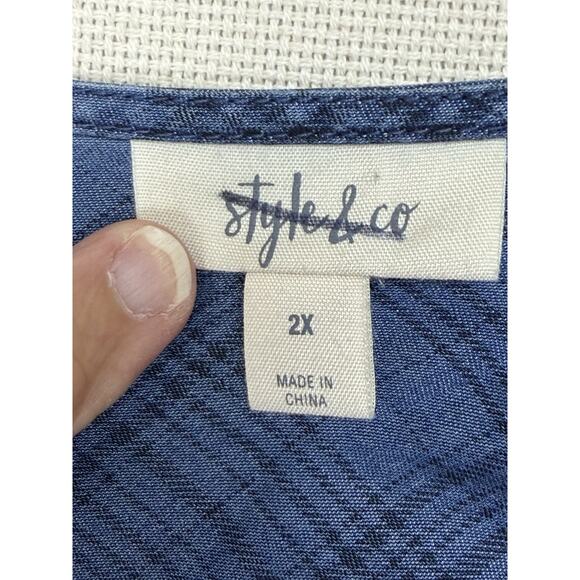 style & co
2X
MADE IN
CHINA